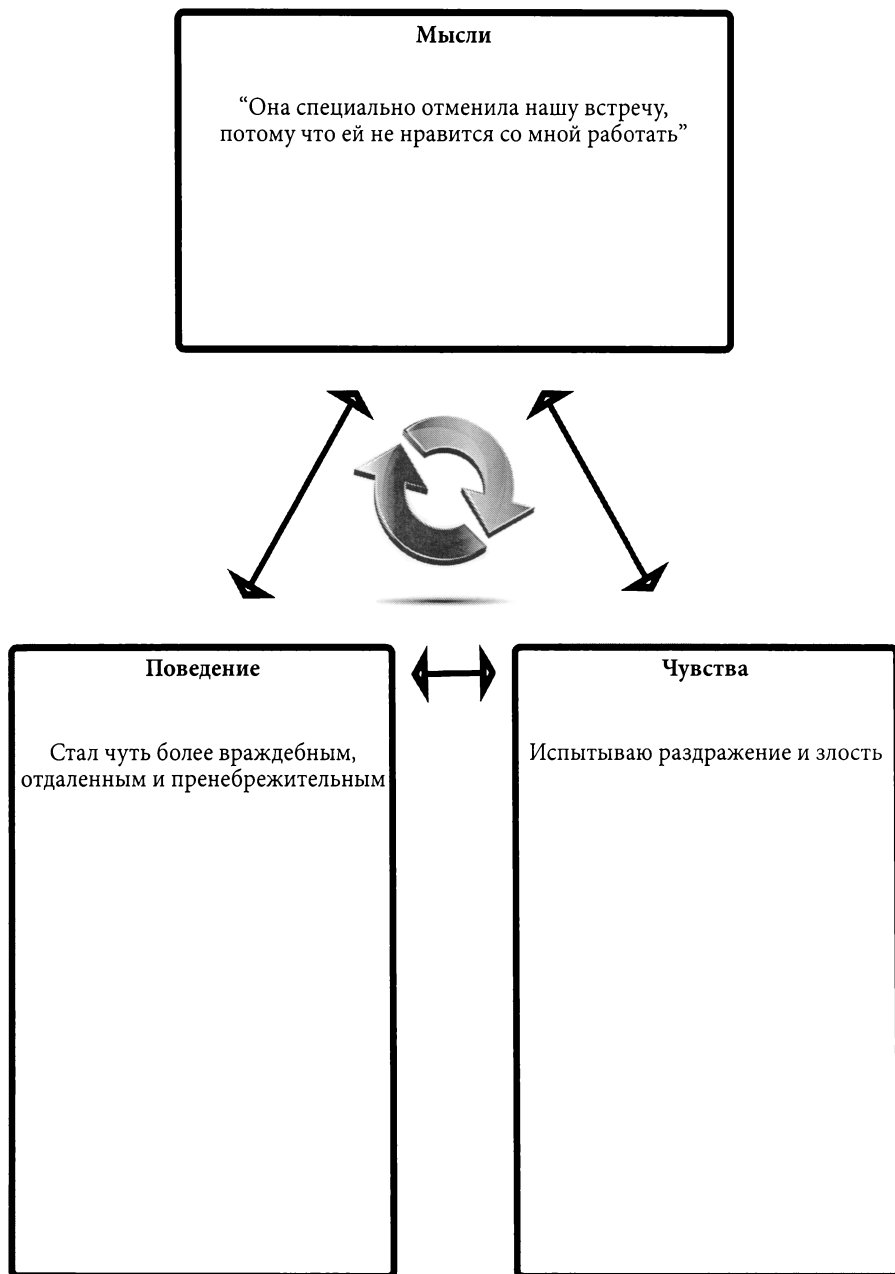 Мысли
“Она специально отменила нашу встречу,
потому что ей не нравится со мной работать”
Поведение
Стал чуть более враждебным,
отдаленным и пренебрежительным
Чувства
Испытываю раздражение и злость